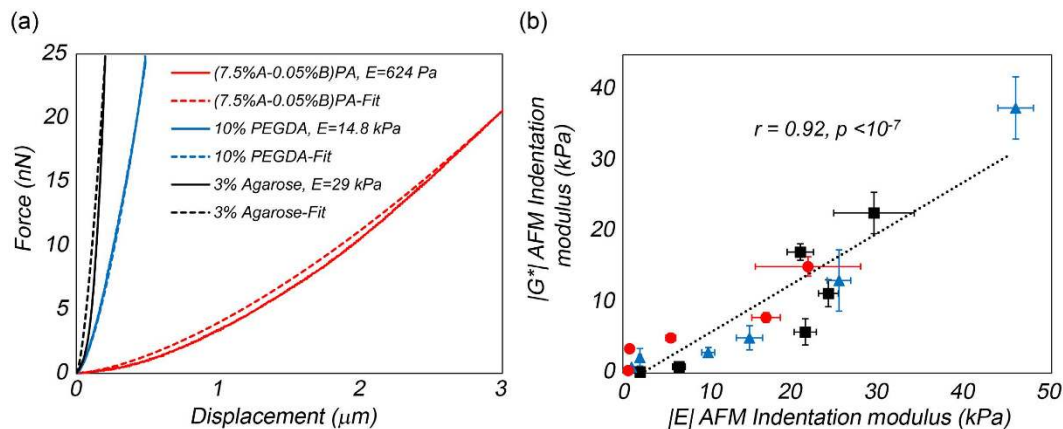 (a)
25
20
15
10
5
0
Force (nN)
0
1
2
3
Displacement (μm)
(7.5%A-0.05%B)PA, E=624 Pa
(7.5%A-0.05%B)PA-Fit
10% PEGDA, E=14.8 kPa
10% PEGDA-Fit
3% Agarose, E=29 kPa
3% Agarose-Fit
(b)
|G*| AFM Indentation
modulus (kPa)
40
30
20
10
0
r = 0.92, p <10⁻⁷
0
10
20
30
40
50
|E| AFM Indentation modulus (kPa)